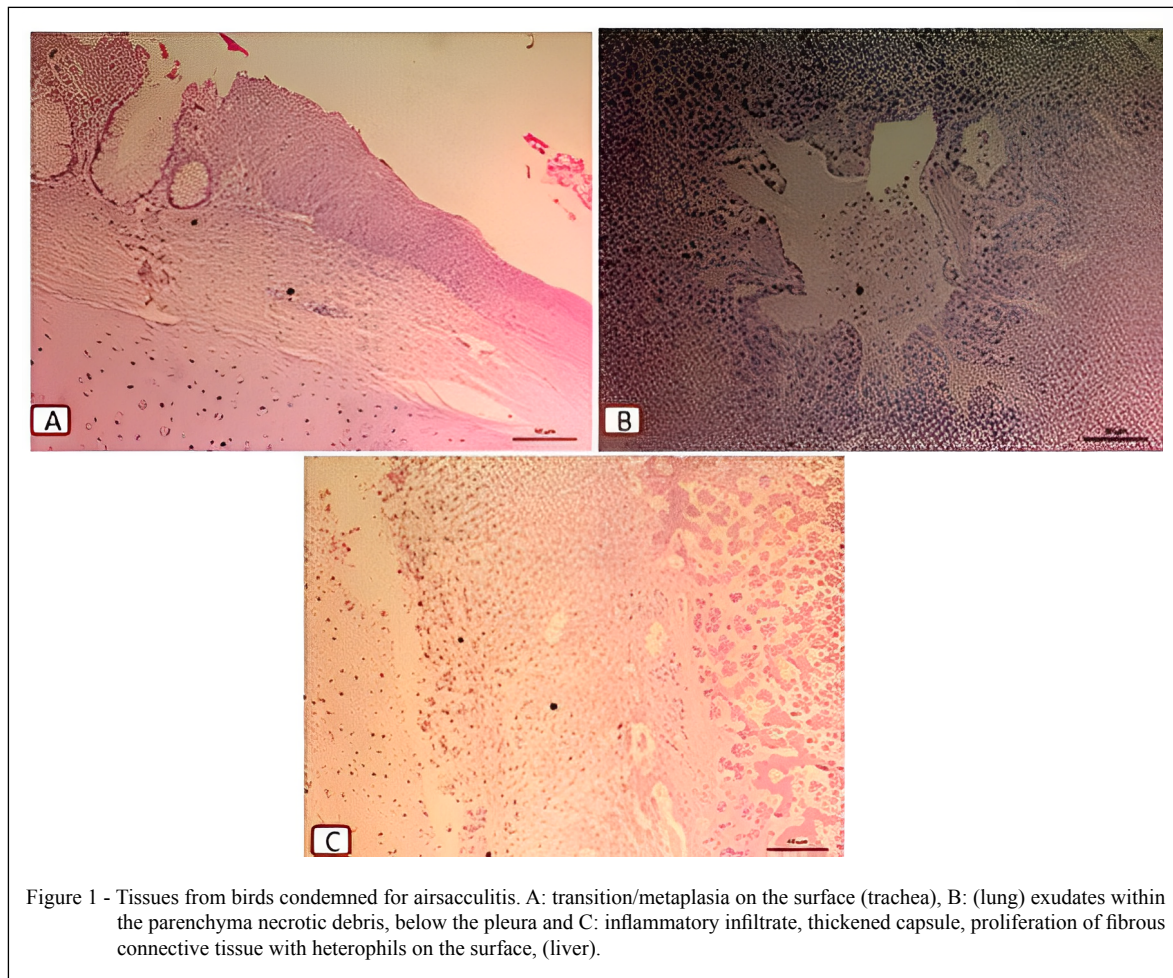 A
B
C
Figure 1 - Tissues from birds condemned for airsacculitis. A: transition/metaplasia on the surface (trachea), B: (lung) exudates within
the parenchyma necrotic debris, below the pleura and C: inflammatory infiltrate, thickened capsule, proliferation of fibrous
connective tissue with heterophils on the surface, (liver).